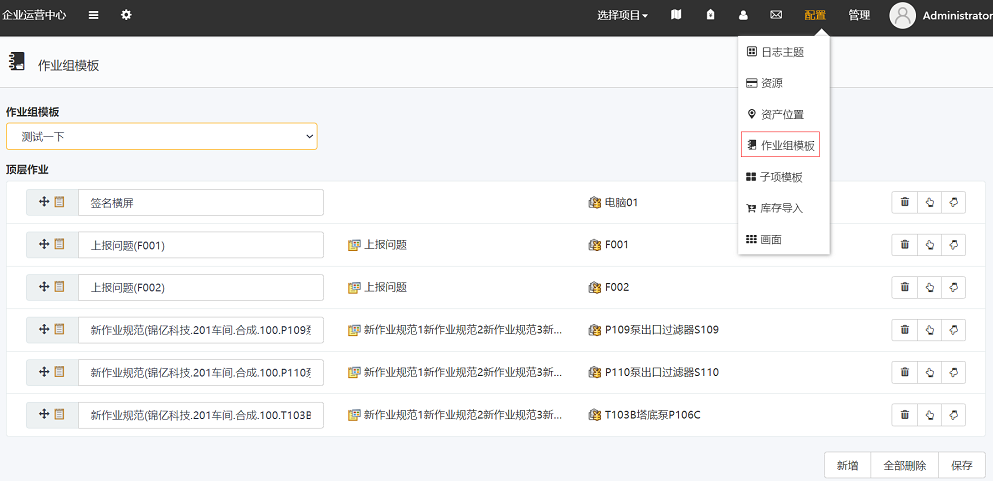 企业运营中心 选择项目 配置 管理 Administrator
日志主题
资源
资产位置
作业组模板
子项模板
库存导入
画面
作业组模板
作业组模板
测试一下
顶层作业
签名横屏 电脑01
上报问题(F001) 上报问题 F001
上报问题(F002) 上报问题 F002
新作业规范(锦亿科技.201车间.合成.100.P109泵 新作业规范1新作业规范2新作业规范3新... P109泵出口过滤器S109
新作业规范(锦亿科技.201车间.合成.100.P110泵 新作业规范1新作业规范2新作业规范3新... P110泵出口过滤器S110
新作业规范(锦亿科技.201车间.合成.100.T103B 新作业规范1新作业规范2新作业规范3新... T103B塔底泵P106C
新增 全部删除 保存